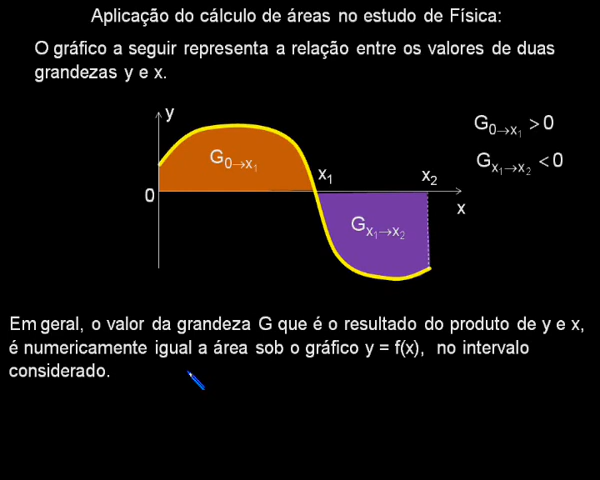 Aplicação do cálculo de áreas no estudo de Física:
O gráfico a seguir representa a relação entre os valores de duas
grandezas y e x.
y
G₀→ₓ₁ > 0
G₀→ₓ₁
x₁
x₂
Gₓ₁→ₓ₂ < 0
0
x
Gₓ₁→ₓ₂
Em geral, o valor da grandeza G que é o resultado do produto de y e x,
é numericamente igual a área sob o gráfico y = f(x), no intervalo
considerado.